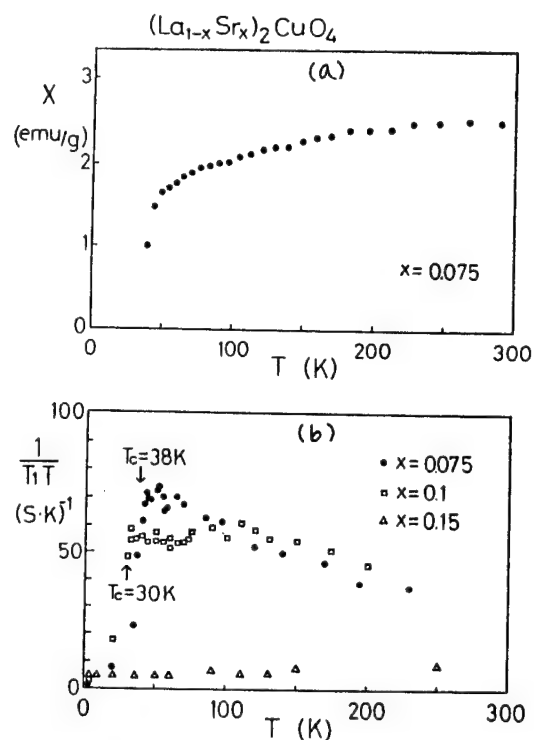 (La1-xSrx)2CuO4
(a)
χ
(emu/g)
3
2
1
0
x = 0.075
0 100 200 300
T (K)
(b)
1/T1T
(S·K)-1
100
50
0
Tc=38K
Tc=30K
• x = 0.075
□ x = 0.1
△ x = 0.15
0 100 200 300
T (K)